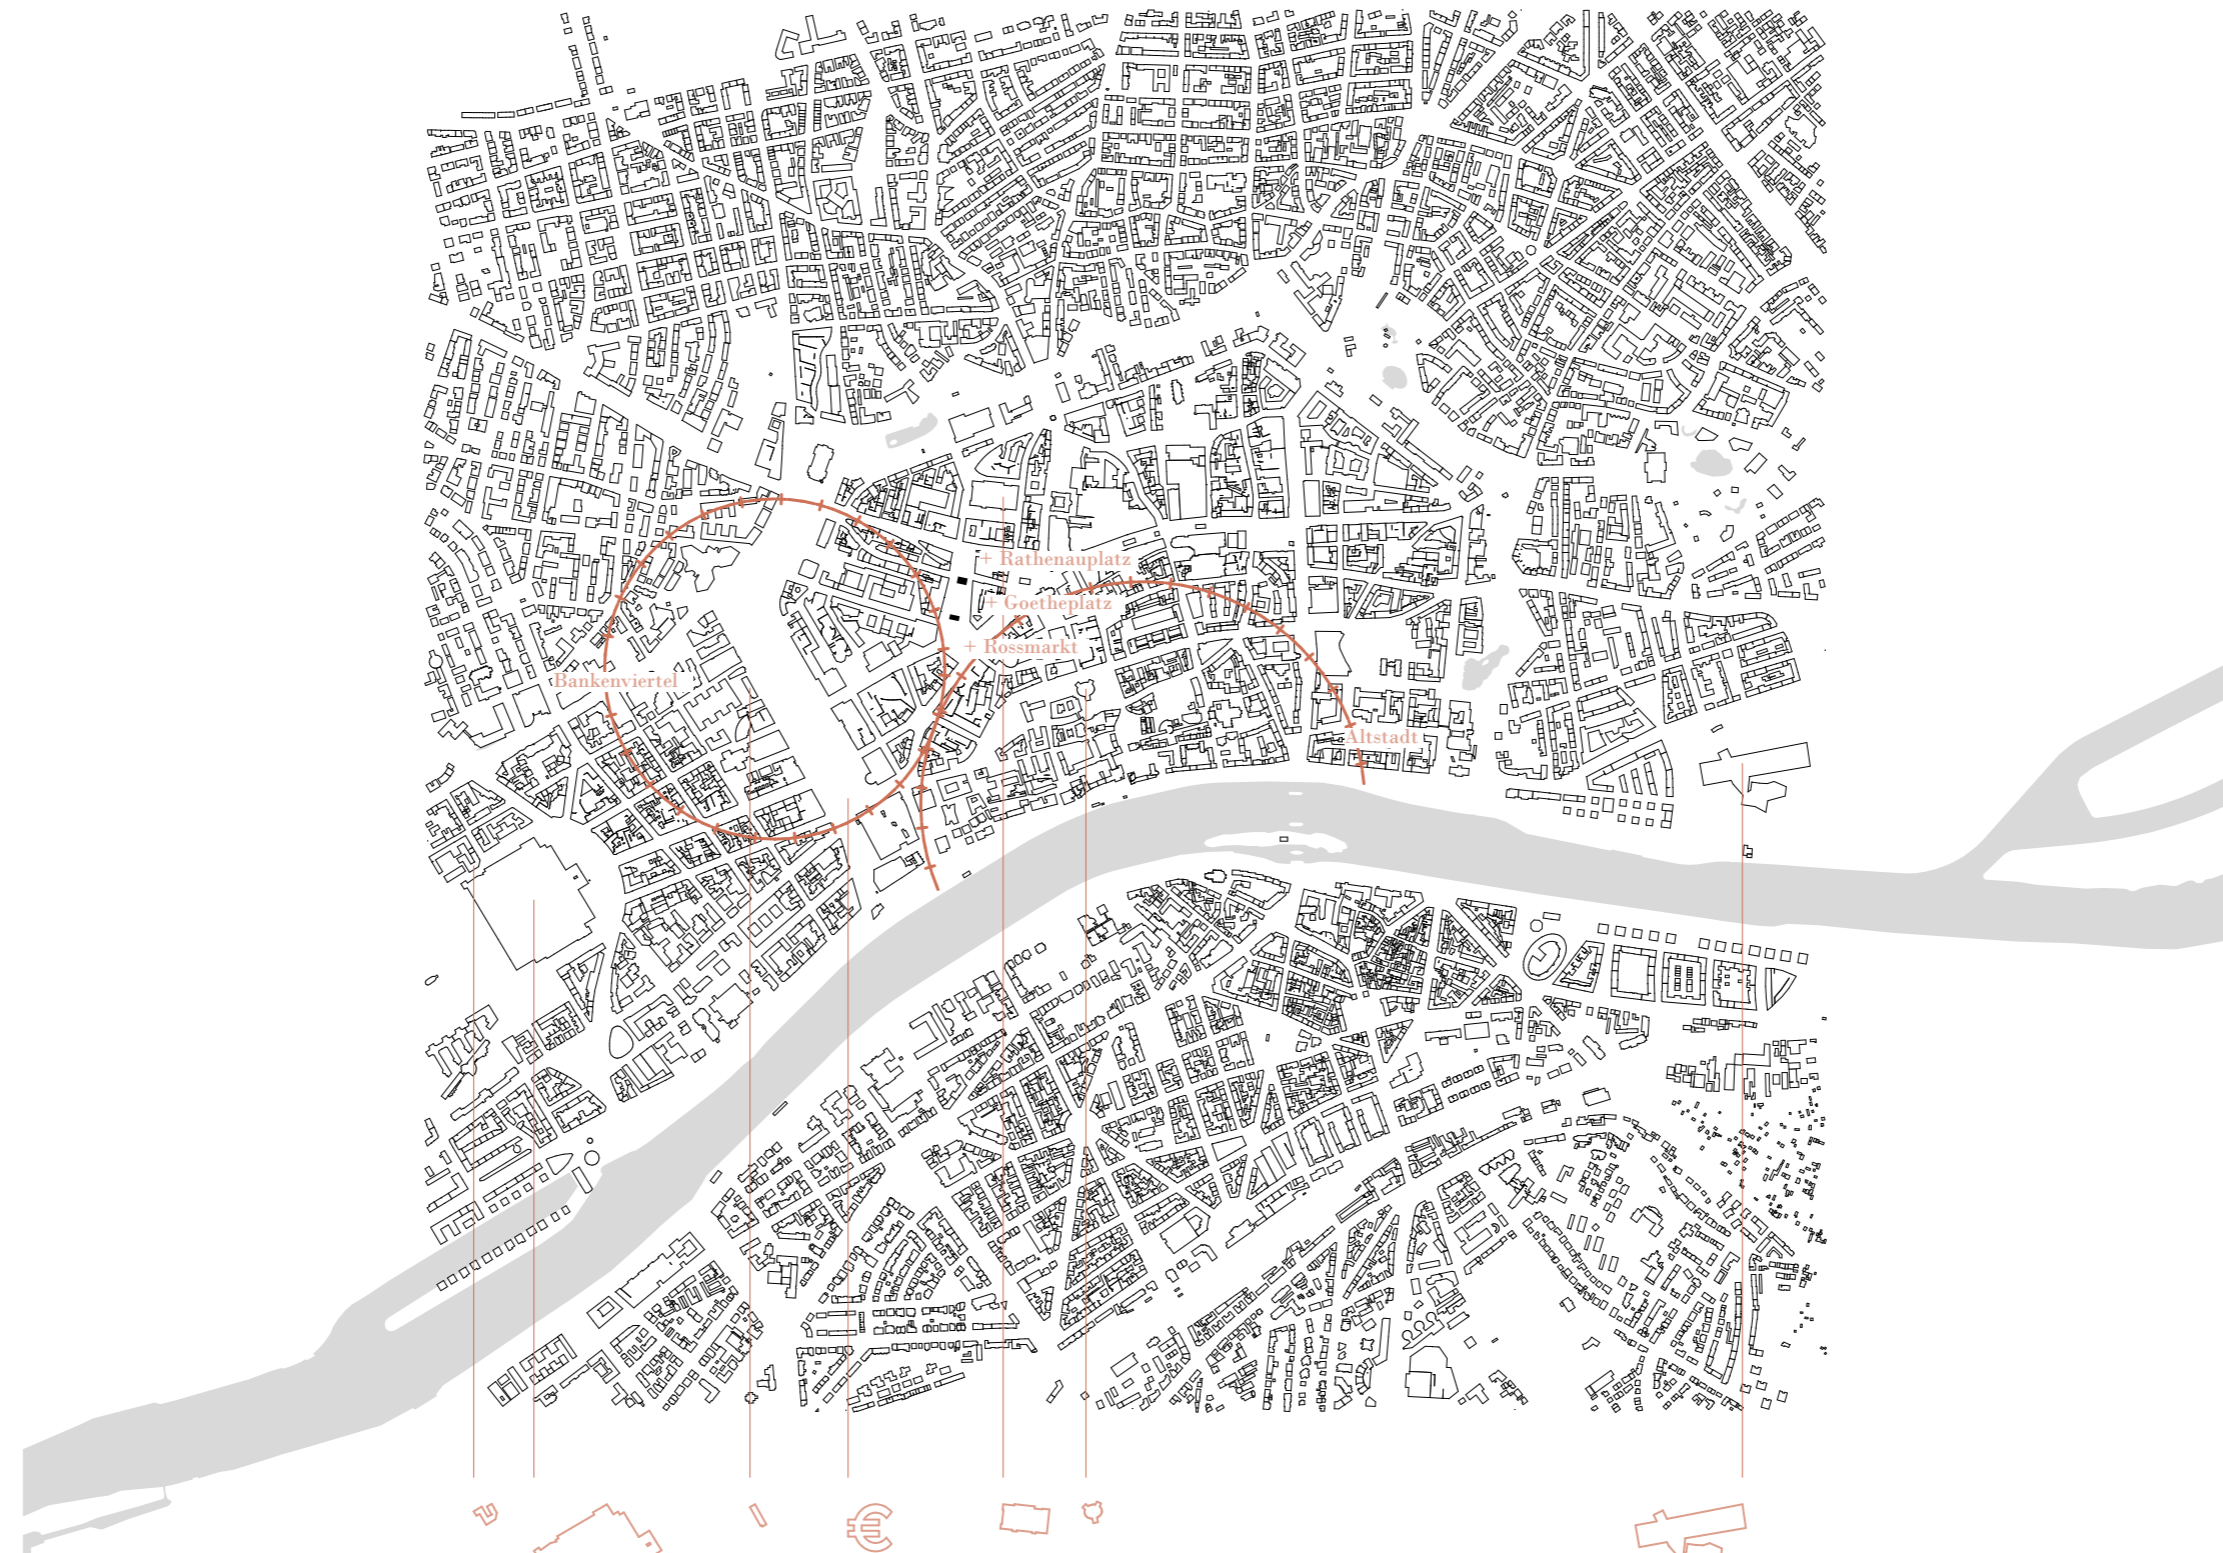 + Rathenauplatz
+ Goetheplatz
+ Rossmarkt
Bankenviertel
Altstadt
€